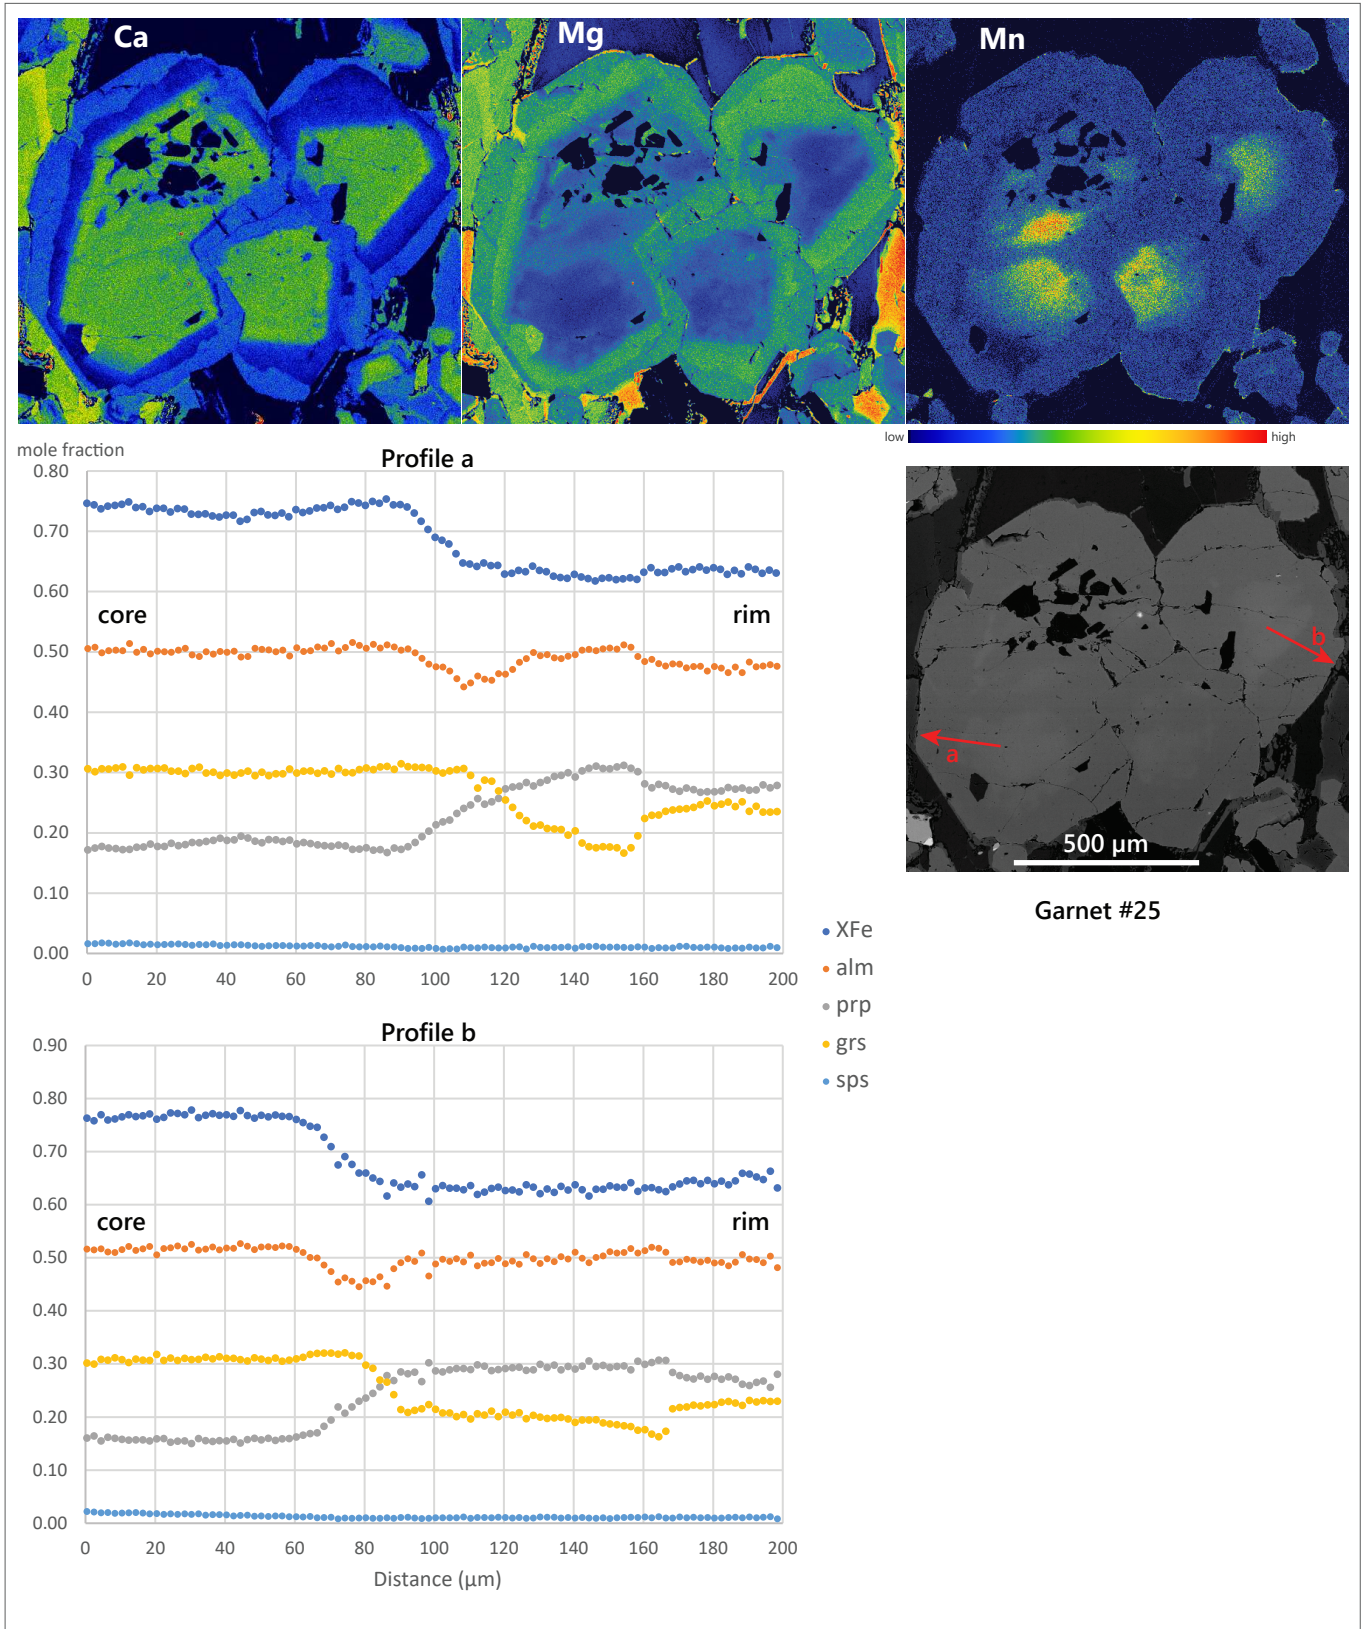 Ca
Mg
Mn
low
high
mole fraction
Profile a
0.80
0.70
0.60
0.50
0.40
0.30
0.20
0.10
0.00
core
rim
0 20 40 60 80 100 120 140 160 180 200
b
a
500 µm
Garnet #25
XFe
alm
prp
grs
sps
Profile b
0.90
0.80
0.70
0.60
0.50
0.40
0.30
0.20
0.10
0.00
core
rim
0 20 40 60 80 100 120 140 160 180 200
Distance (µm)